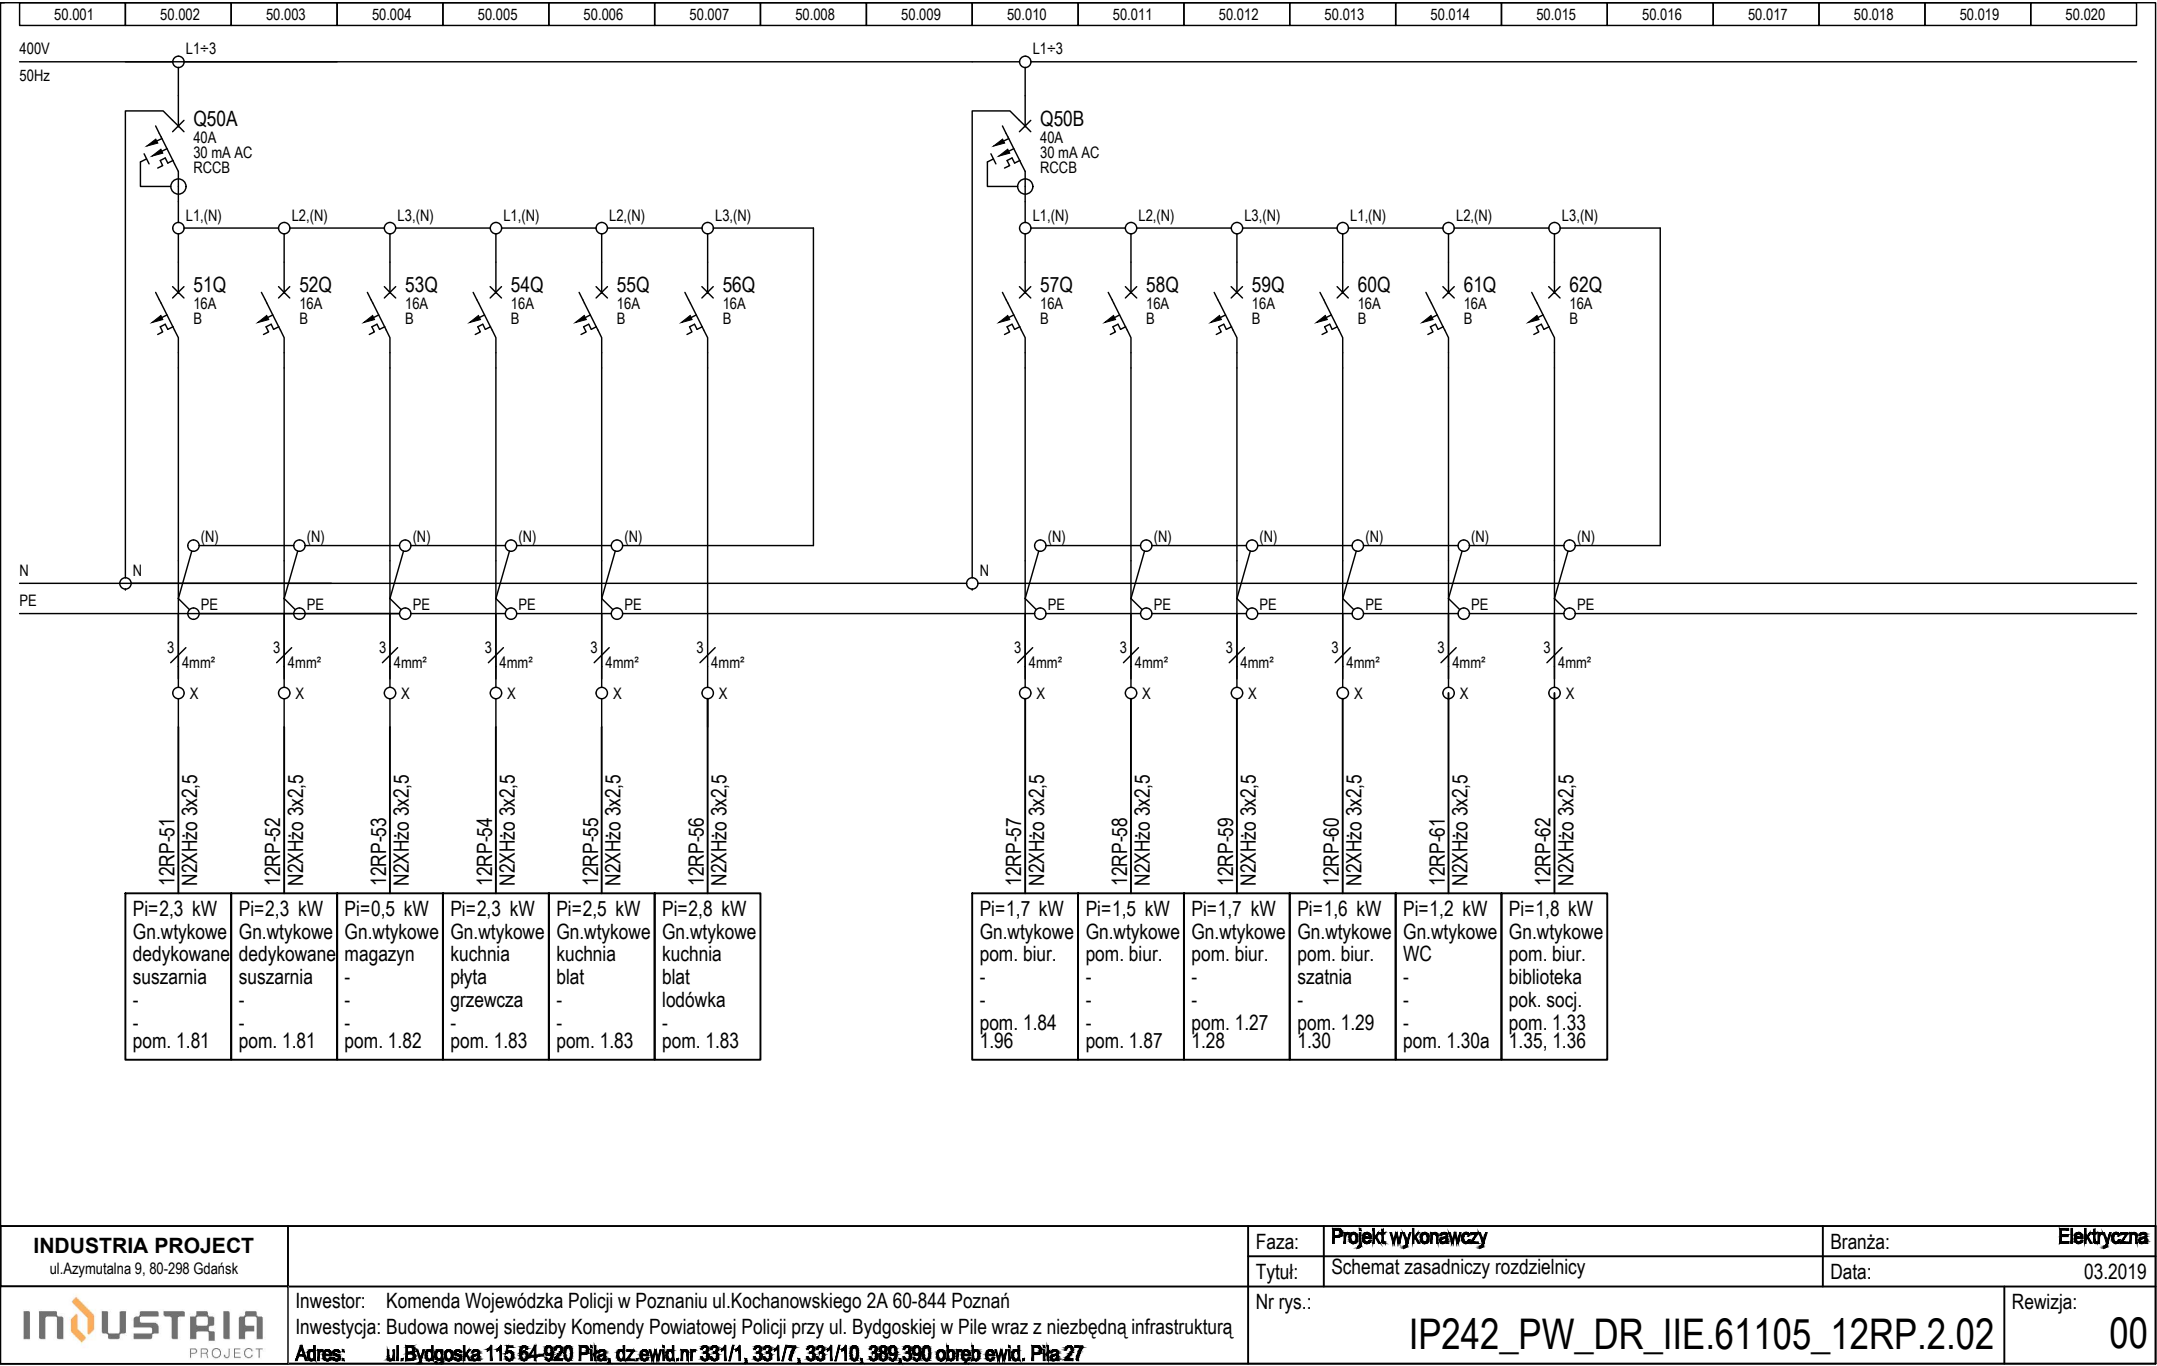 50.001 50.002 50.003 50.004 50.005 50.006 50.007 50.008 50.009 50.010 50.011 50.012 50.013 50.014 50.015 50.016 50.017 50.018 50.019 50.020
400V L1÷3 L1÷3
50Hz
Q50A Q50B
40A 40A
30 mA AC 30 mA AC
RCCB RCCB
L1,(N) L2,(N) L3,(N) L1,(N) L2,(N) L3,(N) L1,(N) L2,(N) L3,(N) L1,(N) L2,(N) L3,(N)
51Q 52Q 53Q 54Q 55Q 56Q 57Q 58Q 59Q 60Q 61Q 62Q
16A 16A 16A 16A 16A 16A 16A 16A 16A 16A 16A 16A
B B B B B B B B B B B B
(N) (N) (N) (N) (N) (N) (N) (N) (N) (N) (N)
N N N
PE PE PE PE PE PE PE PE PE PE PE PE
3 3 3 3 3 3 3 3 3 3 3 3
4mm² 4mm² 4mm² 4mm² 4mm² 4mm² 4mm² 4mm² 4mm² 4mm² 4mm² 4mm²
X X X X X X X X X X X X
12RP-51
N2XHżo 3x2,5
12RP-52
N2XHżo 3x2,5
12RP-53
N2XHżo 3x2,5
12RP-54
N2XHżo 3x2,5
12RP-55
N2XHżo 3x2,5
12RP-56
N2XHżo 3x2,5
12RP-57
N2XHżo 3x2,5
12RP-58
N2XHżo 3x2,5
12RP-59
N2XHżo 3x2,5
12RP-60
N2XHżo 3x2,5
12RP-61
N2XHżo 3x2,5
12RP-62
N2XHżo 3x2,5
Pi=2,3 kW
Gn.wtykowe
dedykowane
suszarnia
-
-
pom. 1.81
Pi=2,3 kW
Gn.wtykowe
dedykowane
suszarnia
-
-
pom. 1.81
Pi=0,5 kW
Gn.wtykowe
magazyn
-
-
-
pom. 1.82
Pi=2,3 kW
Gn.wtykowe
kuchnia
płyta
grzewcza
-
pom. 1.83
Pi=2,5 kW
Gn.wtykowe
kuchnia
blat
-
-
pom. 1.83
Pi=2,8 kW
Gn.wtykowe
kuchnia
blat
lodówka
-
pom. 1.83
Pi=1,7 kW
Gn.wtykowe
pom. biur.
-
-
pom. 1.84
1.96
Pi=1,5 kW
Gn.wtykowe
pom. biur.
-
-
-
pom. 1.87
Pi=1,7 kW
Gn.wtykowe
pom. biur.
-
-
pom. 1.27
1.28
Pi=1,6 kW
Gn.wtykowe
pom. biur.
szatnia
-
pom. 1.29
1.30
Pi=1,2 kW
Gn.wtykowe
WC
-
-
-
pom. 1.30a
Pi=1,8 kW
Gn.wtykowe
pom. biur.
biblioteka
pok. socj.
pom. 1.33
1.35, 1.36
INDUSTRIA PROJECT
ul.Azymutalna 9, 80-298 Gdańsk
INDUSTRIA
PROJECT
Inwestor: Komenda Wojewódzka Policji w Poznaniu ul.Kochanowskiego 2A 60-844 Poznań
Inwestycja: Budowa nowej siedziby Komendy Powiatowej Policji przy ul. Bydgoskiej w Pile wraz z niezbędną infrastrukturą
Adres: ul.Bydgoska 115 64-920 Piła, dz.ewid.nr 331/1, 331/7, 331/10, 389,390 obręb ewid. Piła 27
Faza: Projekt wykonawczy Branża: Elektryczna
Tytuł: Schemat zasadniczy rozdzielnicy Data: 03.2019
Nr rys.: IP242_PW_DR_IIE.61105_12RP.2.02 Rewizja: 00